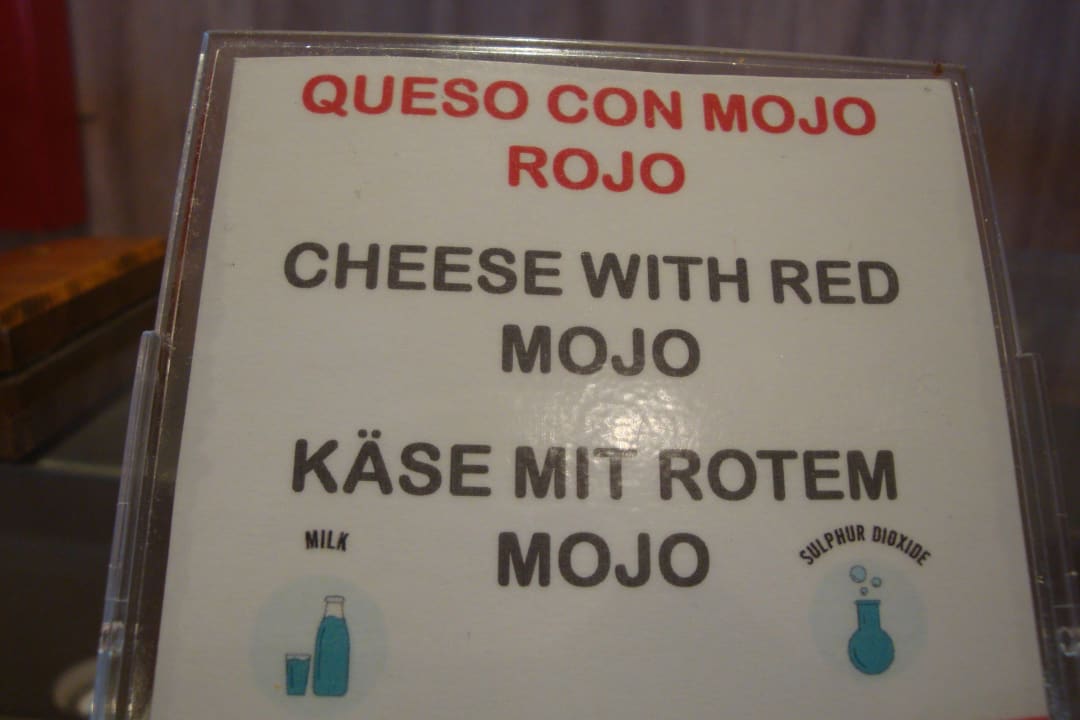 QUESO CON MOJO
ROJO
CHEESE WITH RED
MOJO
KÄSE MIT ROTEM
MOJO
MILK
SULPHUR DIOXIDE